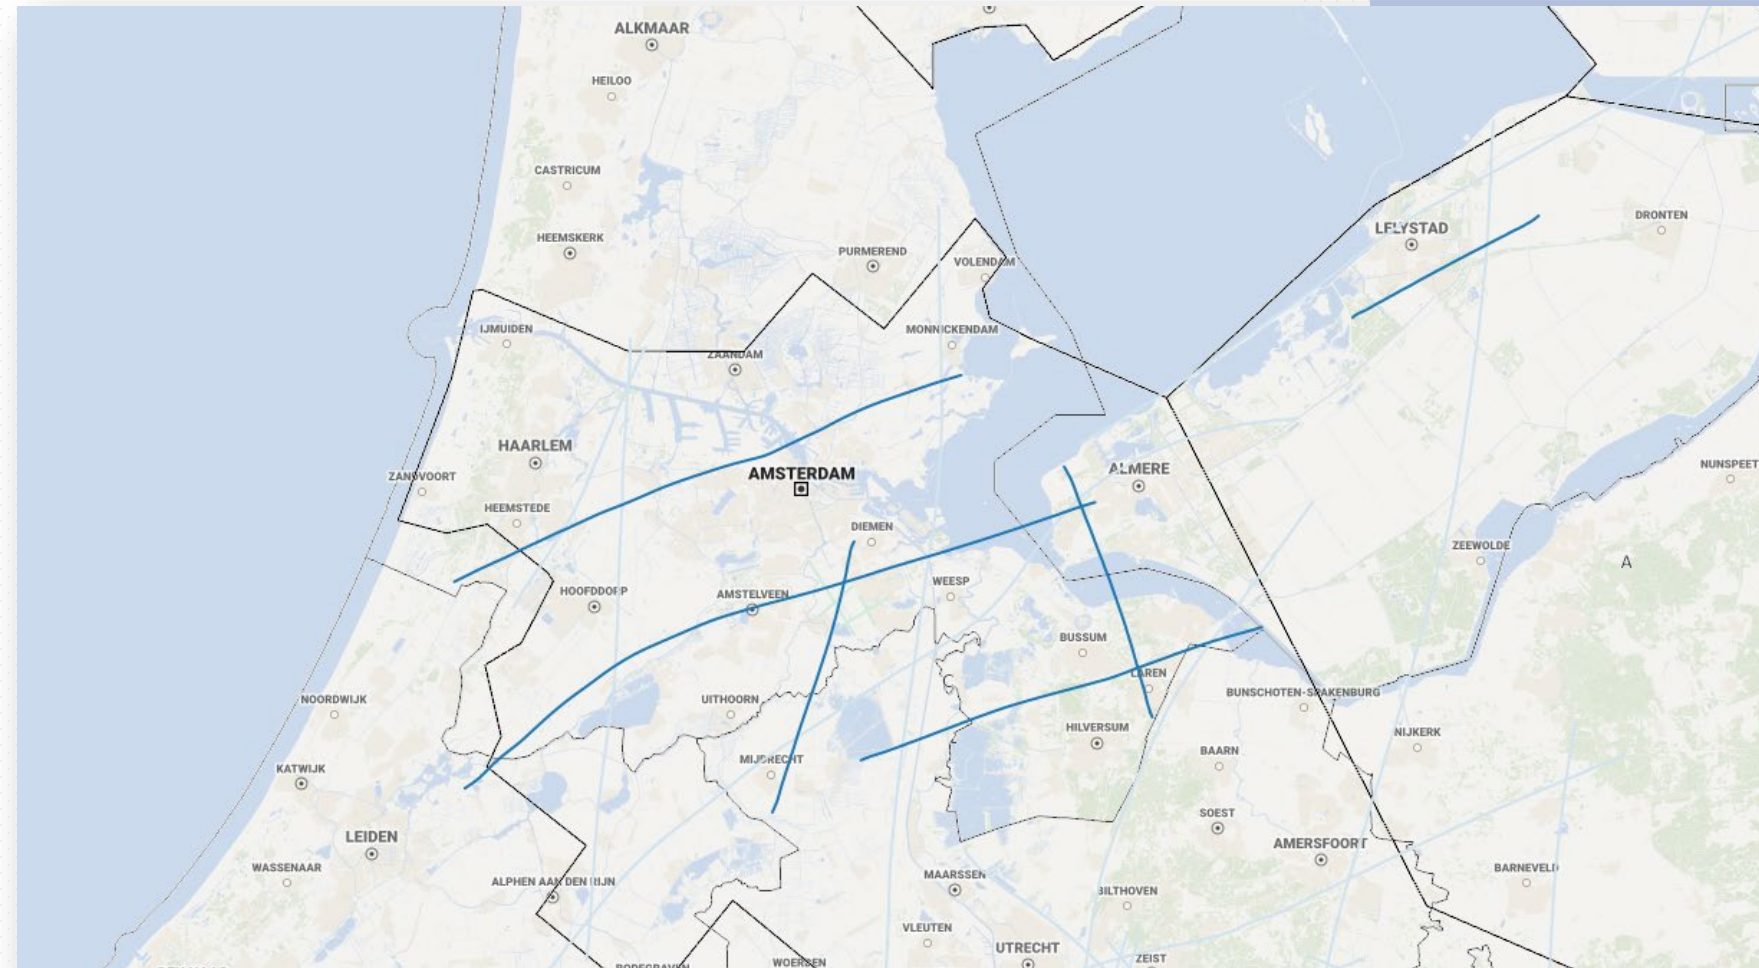 ALKMAAR
HEILOO
CASTRICUM
HEEMSKERK
PURMEREND
VOLENDAM
LELYSTAD
DRONTEN
IJMUIDEN
MONNICKENDAM
ZAANDAM
HAARLEM
ZANDVOORT
AMSTERDAM
ALMERE
NUNSPEET
HEEMSTEDE
DIEMEN
ZEEWOLDE
A
HOOFDDORP
AMSTELVEEN
WEESP
BUSSUM
LAREN
NOORDWIJK
UITHOORN
BUNSCHOTEN-SPAKENBURG
HILVERSUM
NIJKERK
BAARN
MIJDRECHT
KATWIJK
SOEST
LEIDEN
AMERSFOORT
WASSENAAR
ALPHEN AAN DEN RIJN
MAARSSEN
BARNEVELD
BILTHOVEN
VLEUTEN
UTRECHT
ZEIST
WOERDEN
BODEGRAVEN